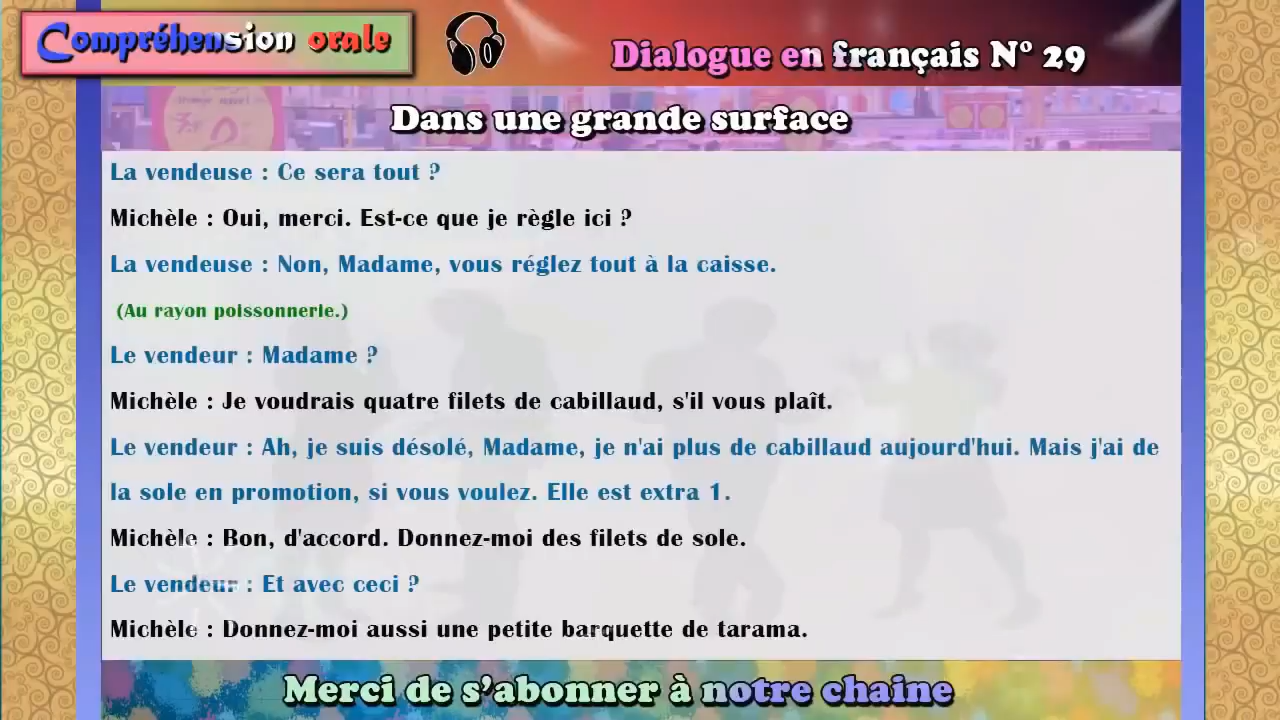 Compréhension orale
Dialogue en français N° 29
Dans une grande surface
La vendeuse : Ce sera tout ?
Michèle : Oui, merci. Est-ce que je règle ici ?
La vendeuse : Non, Madame, vous réglez tout à la caisse.
(Au rayon poissonnerie.)
Le vendeur : Madame ?
Michèle : Je voudrais quatre filets de cabillaud, s'il vous plaît.
Le vendeur : Ah, je suis désolé, Madame, je n'ai plus de cabillaud aujourd'hui. Mais j'ai de
la sole en promotion, si vous voulez. Elle est extra 1.
Michèle : Bon, d'accord. Donnez-moi des filets de sole.
Le vendeur : Et avec ceci ?
Michèle : Donnez-moi aussi une petite barquette de tarama.
Merci de s'abonner à notre chaine